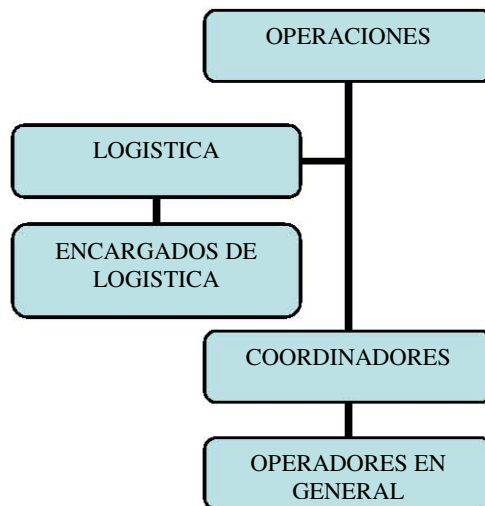 OPERACIONES
LOGISTICA
ENCARGADOS DE
LOGISTICA
COORDINADORES
OPERADORES EN
GENERAL